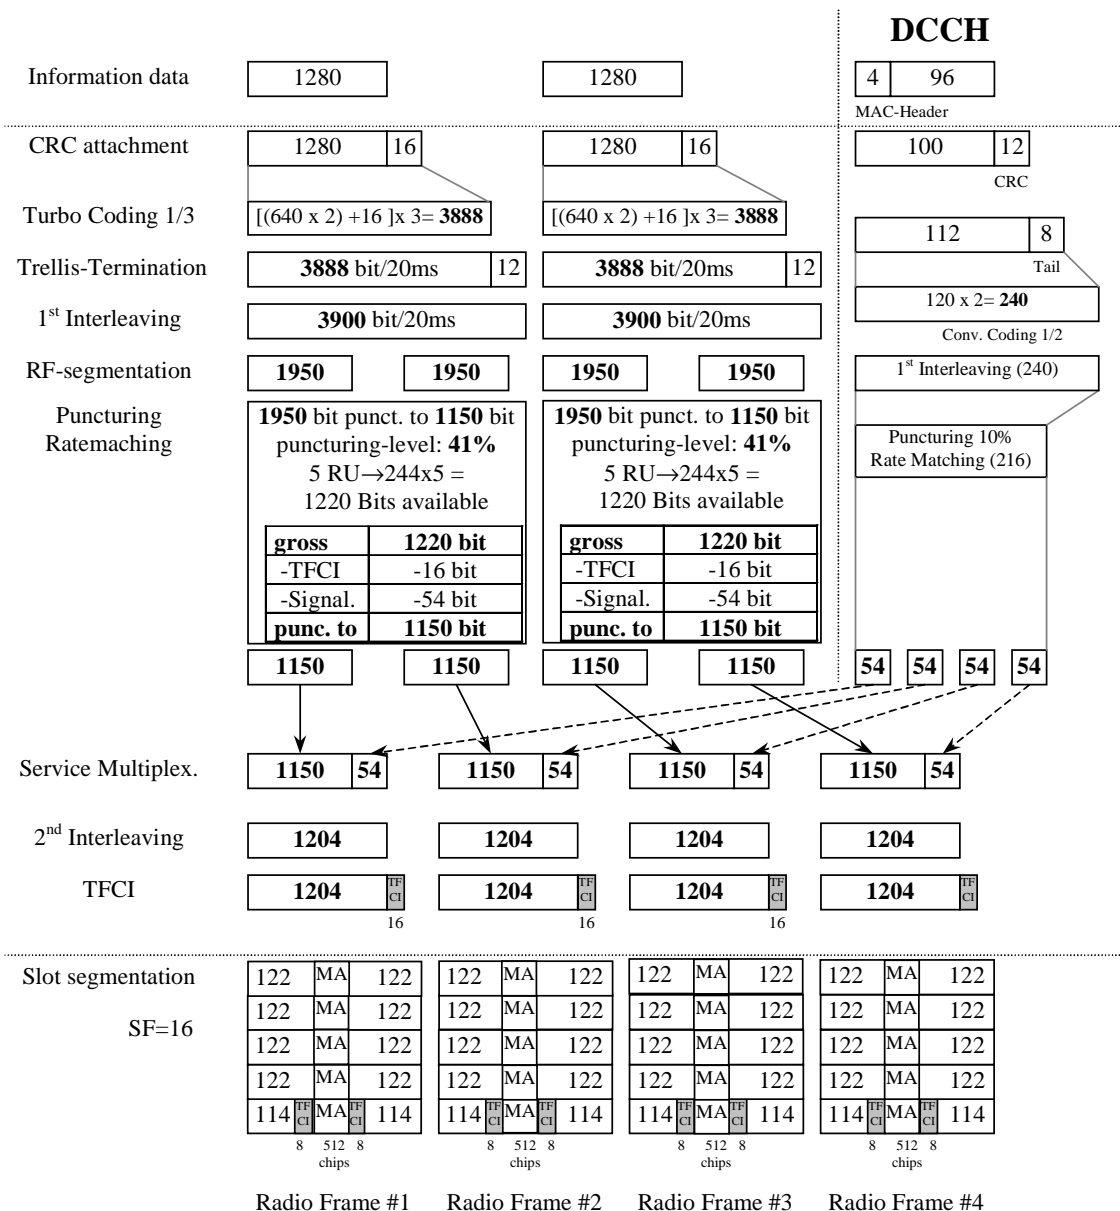 DCCH
Information data 1280 1280 4 96
MAC-Header
CRC attachment 1280 16 1280 16 100 12
CRC
Turbo Coding 1/3 [(640 x 2) +16 ]x 3= 3888 [(640 x 2) +16 ]x 3= 3888
112 8
Trellis-Termination 3888 bit/20ms 12 3888 bit/20ms 12
Tail
120 x 2= 240
1st Interleaving 3900 bit/20ms 3900 bit/20ms
Conv. Coding 1/2
RF-segmentation 1950 1950 1950 1950 1st Interleaving (240)
Puncturing
Ratemaching
1950 bit punct. to 1150 bit
puncturing-level: 41%
5 RU→244x5 =
1220 Bits available
gross 1220 bit
-TFCI -16 bit
-Signal. -54 bit
punc. to 1150 bit
1950 bit punct. to 1150 bit
puncturing-level: 41%
5 RU→244x5 =
1220 Bits available
gross 1220 bit
-TFCI -16 bit
-Signal. -54 bit
punc. to 1150 bit
Puncturing 10%
Rate Matching (216)
1150 1150 1150 1150 54 54 54 54
Service Multiplex. 1150 54 1150 54 1150 54 1150 54
2nd Interleaving 1204 1204 1204 1204
TFCI 1204 TF CI 1204 TF CI 1204 TF CI 1204 TF CI
16 16 16
Slot segmentation 122 MA 122 122 MA 122 122 MA 122 122 MA 122
SF=16 122 MA 122 122 MA 122 122 MA 122 122 MA 122
122 MA 122 122 MA 122 122 MA 122 122 MA 122
122 MA 122 122 MA 122 122 MA 122 122 MA 122
114 TF CI MA TF CI 114 114 TF CI MA TF CI 114 114 TF CI MA TF CI 114 114 TF CI MA TF CI 114
8 512 8 8 512 8 8 512 8 8 512 8
chips chips chips chips
Radio Frame #1 Radio Frame #2 Radio Frame #3 Radio Frame #4